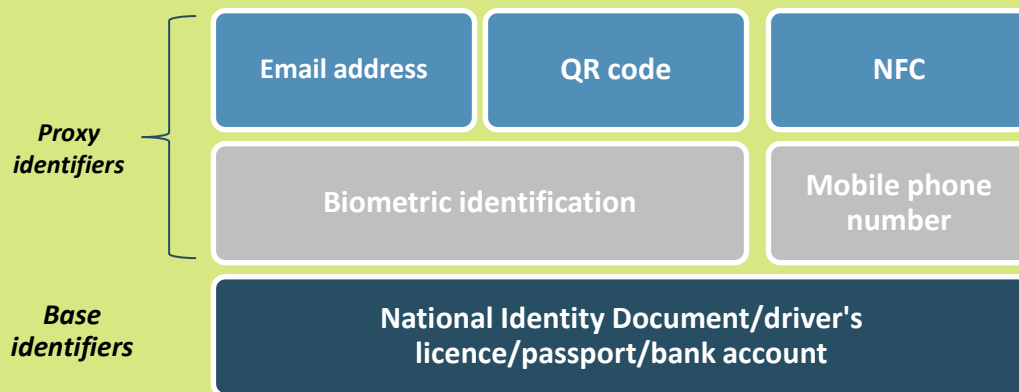 Email address
QR code
NFC
Proxy
identifiers
Biometric identification
Mobile phone
number
Base
identifiers
National Identity Document/driver's
licence/passport/bank account